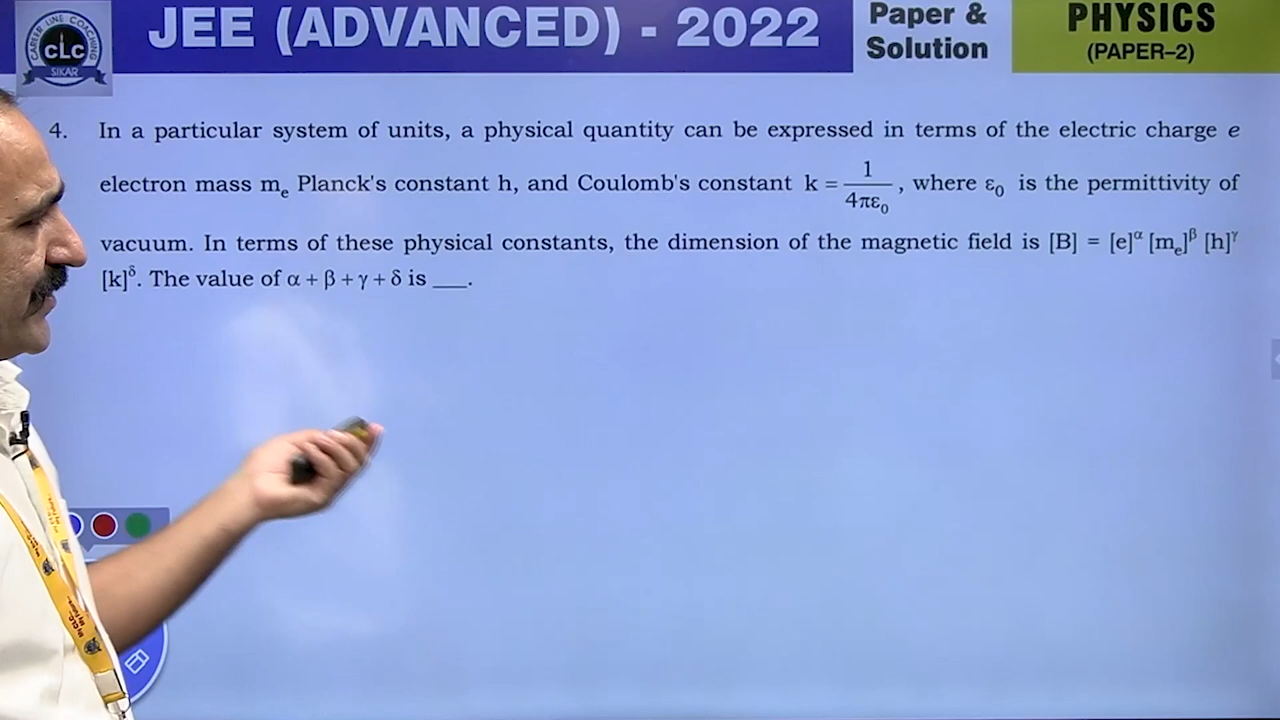 CAREER LINE COACHING
CLC
SIKAR
JEE (ADVANCED) - 2022
Paper &
Solution
PHYSICS
(PAPER–2)
4. In a particular system of units, a physical quantity can be expressed in terms of the electric charge e
electron mass mₑ Planck's constant h, and Coulomb's constant k = 1/4πε₀ , where ε₀ is the permittivity of
vacuum. In terms of these physical constants, the dimension of the magnetic field is [B] = [e]^α [mₑ]^β [h]^γ
[k]^δ. The value of α + β + γ + δ is ___.